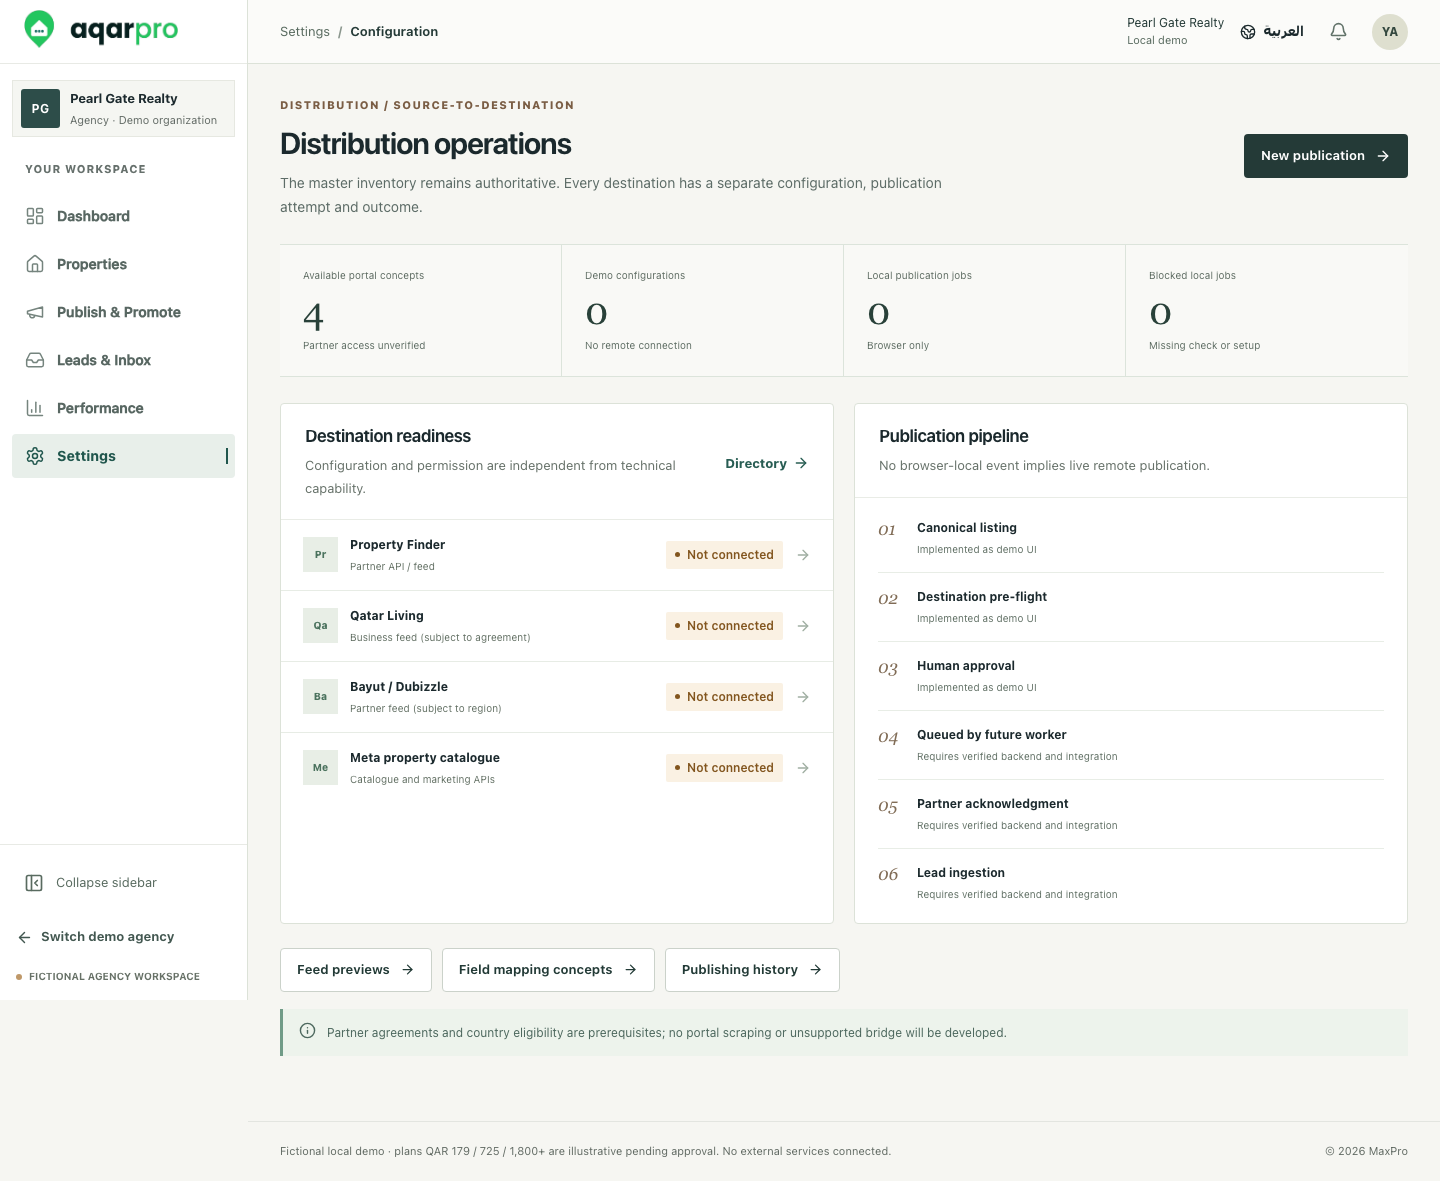 aqarpro
Settings / Configuration
Pearl Gate Realty
Local demo
العربية
YA
PG
Pearl Gate Realty
Agency · Demo organization
YOUR WORKSPACE
Dashboard
Properties
Publish & Promote
Leads & Inbox
Performance
Settings
Collapse sidebar
Switch demo agency
FICTIONAL AGENCY WORKSPACE
DISTRIBUTION / SOURCE-TO-DESTINATION
Distribution operations
The master inventory remains authoritative. Every destination has a separate configuration, publication
attempt and outcome.
New publication
Available portal concepts
4
Partner access unverified
Demo configurations
0
No remote connection
Local publication jobs
0
Browser only
Blocked local jobs
0
Missing check or setup
Destination readiness
Configuration and permission are independent from technical
capability.
Directory
Pr
Property Finder
Partner API / feed
Not connected
Qa
Qatar Living
Business feed (subject to agreement)
Not connected
Ba
Bayut / Dubizzle
Partner feed (subject to region)
Not connected
Me
Meta property catalogue
Catalogue and marketing APIs
Not connected
Publication pipeline
No browser-local event implies live remote publication.
01
Canonical listing
Implemented as demo UI
02
Destination pre-flight
Implemented as demo UI
03
Human approval
Implemented as demo UI
04
Queued by future worker
Requires verified backend and integration
05
Partner acknowledgment
Requires verified backend and integration
06
Lead ingestion
Requires verified backend and integration
Feed previews
Field mapping concepts
Publishing history
Partner agreements and country eligibility are prerequisites; no portal scraping or unsupported bridge will be developed.
Fictional local demo · plans QAR 179 / 725 / 1,800+ are illustrative pending approval. No external services connected.
© 2026 MaxPro